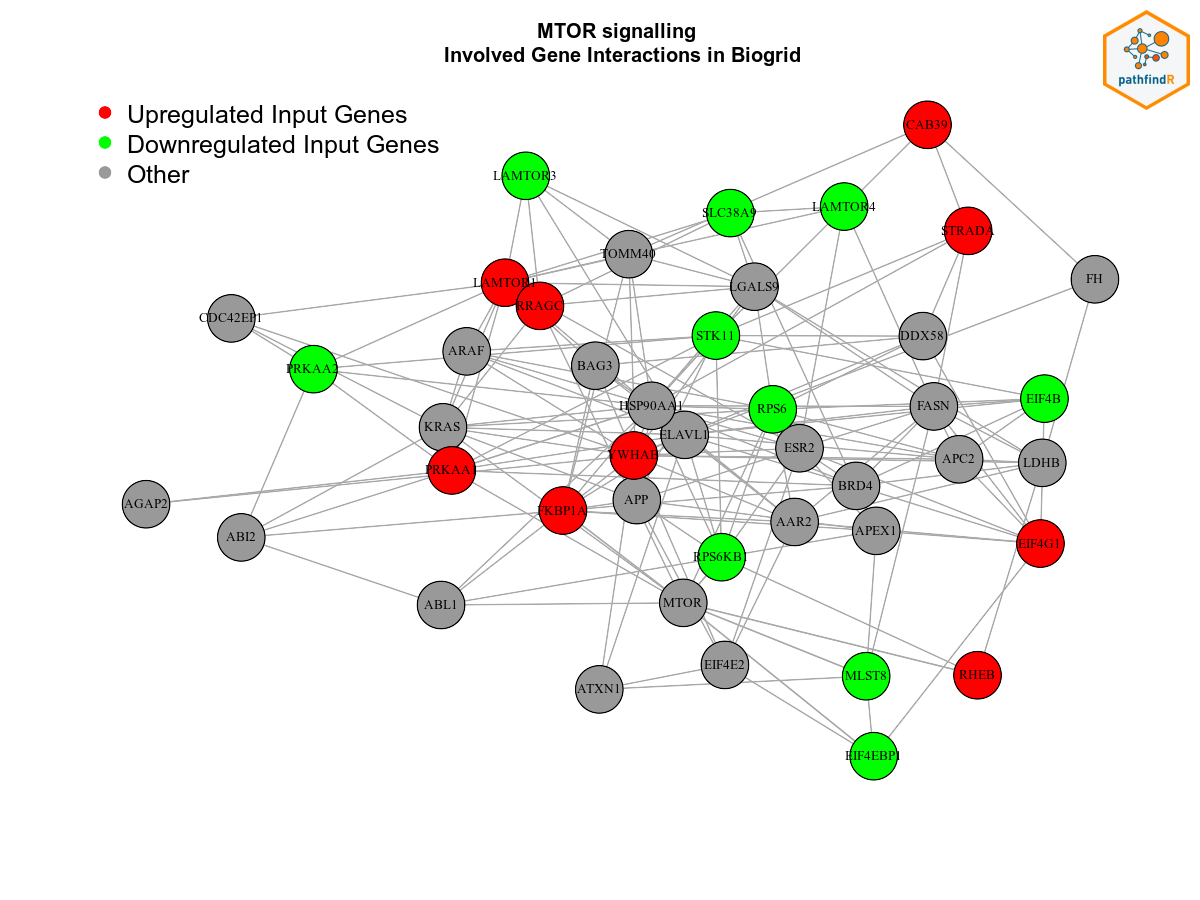 MTOR signalling
Involved Gene Interactions in Biogrid
pathfindR
Upregulated Input Genes
Downregulated Input Genes
Other
CAB39
LAMTOR3
SLC38A9
LAMTOR4
STRADA
TOMM40
LAMTOR1
LGALS9
FH
RRAGC
CDC42EP1
STK11
DDX58
ARAF
PRKAA2
BAG3
EIF4B
HSP90AA1
RPS6
FASN
KRAS
ELAVL1
ESR2
YWHAB
APC2
LDHB
PRKAA1
BRD4
AGAP2
APP
FKBP1A
AAR2
APEX1
ABI2
EIF4G1
RPS6KB1
ABL1
MTOR
EIF4E2
MLST8
RHEB
ATXN1
EIF4EBP1